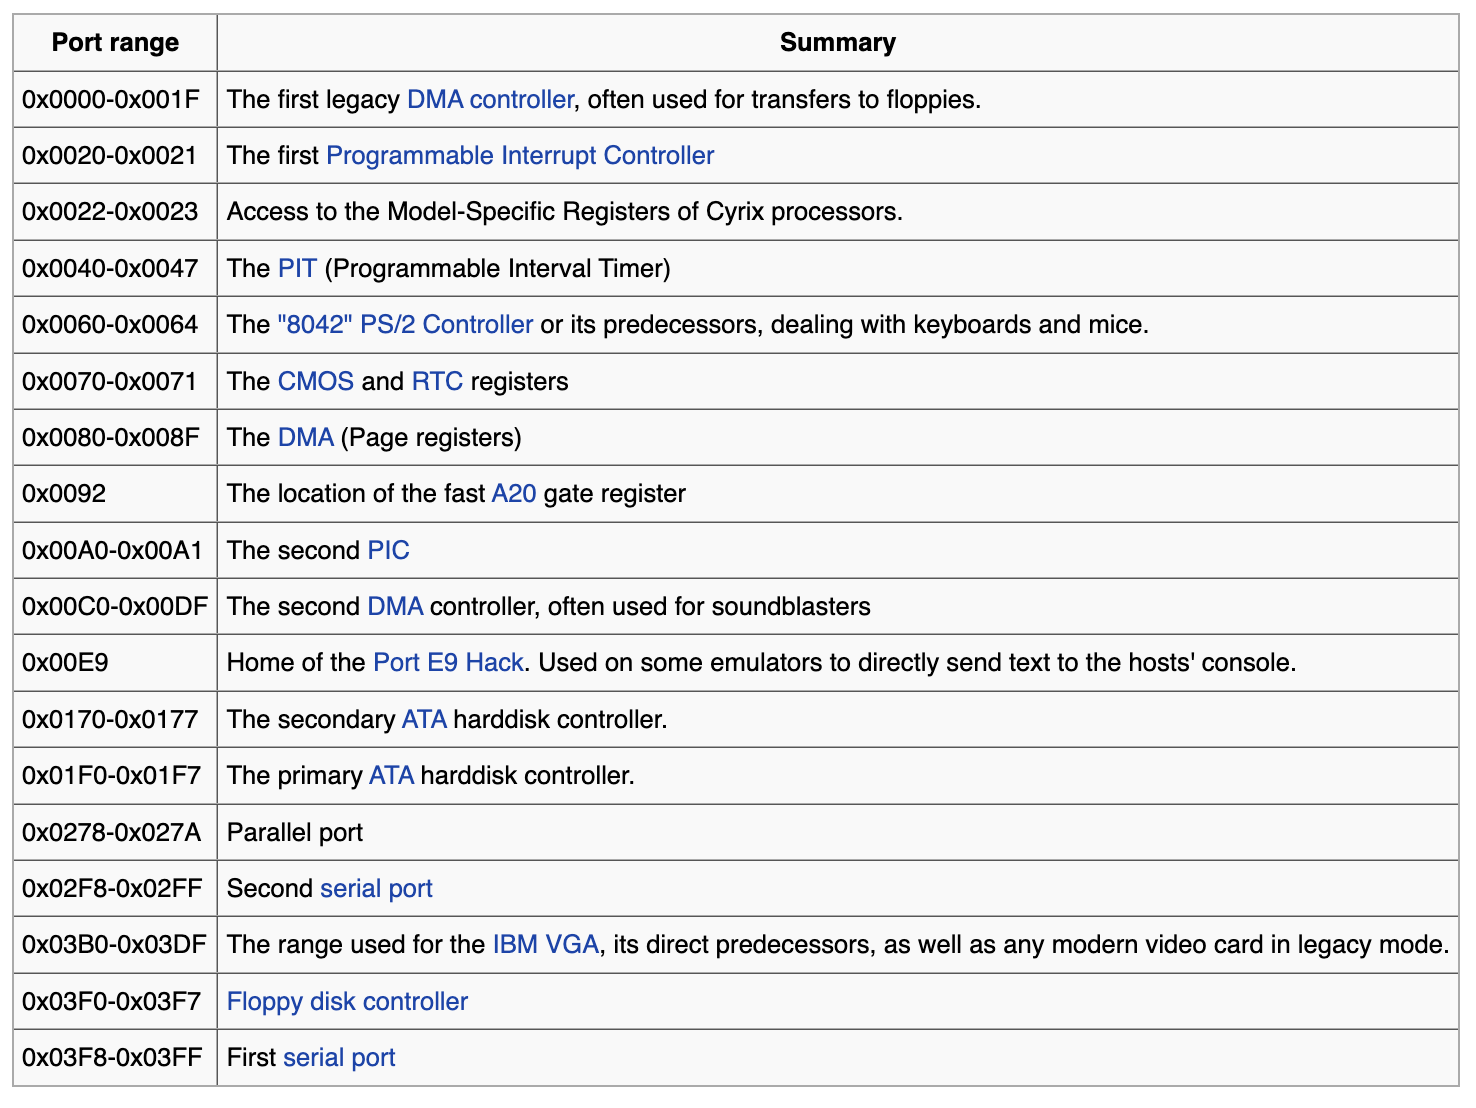 Port range Summary
0x0000-0x001F The first legacy DMA controller, often used for transfers to floppies.
0x0020-0x0021 The first Programmable Interrupt Controller
0x0022-0x0023 Access to the Model-Specific Registers of Cyrix processors.
0x0040-0x0047 The PIT (Programmable Interval Timer)
0x0060-0x0064 The "8042" PS/2 Controller or its predecessors, dealing with keyboards and mice.
0x0070-0x0071 The CMOS and RTC registers
0x0080-0x008F The DMA (Page registers)
0x0092 The location of the fast A20 gate register
0x00A0-0x00A1 The second PIC
0x00C0-0x00DF The second DMA controller, often used for soundblasters
0x00E9 Home of the Port E9 Hack. Used on some emulators to directly send text to the hosts' console.
0x0170-0x0177 The secondary ATA harddisk controller.
0x01F0-0x01F7 The primary ATA harddisk controller.
0x0278-0x027A Parallel port
0x02F8-0x02FF Second serial port
0x03B0-0x03DF The range used for the IBM VGA, its direct predecessors, as well as any modern video card in legacy mode.
0x03F0-0x03F7 Floppy disk controller
0x03F8-0x03FF First serial port